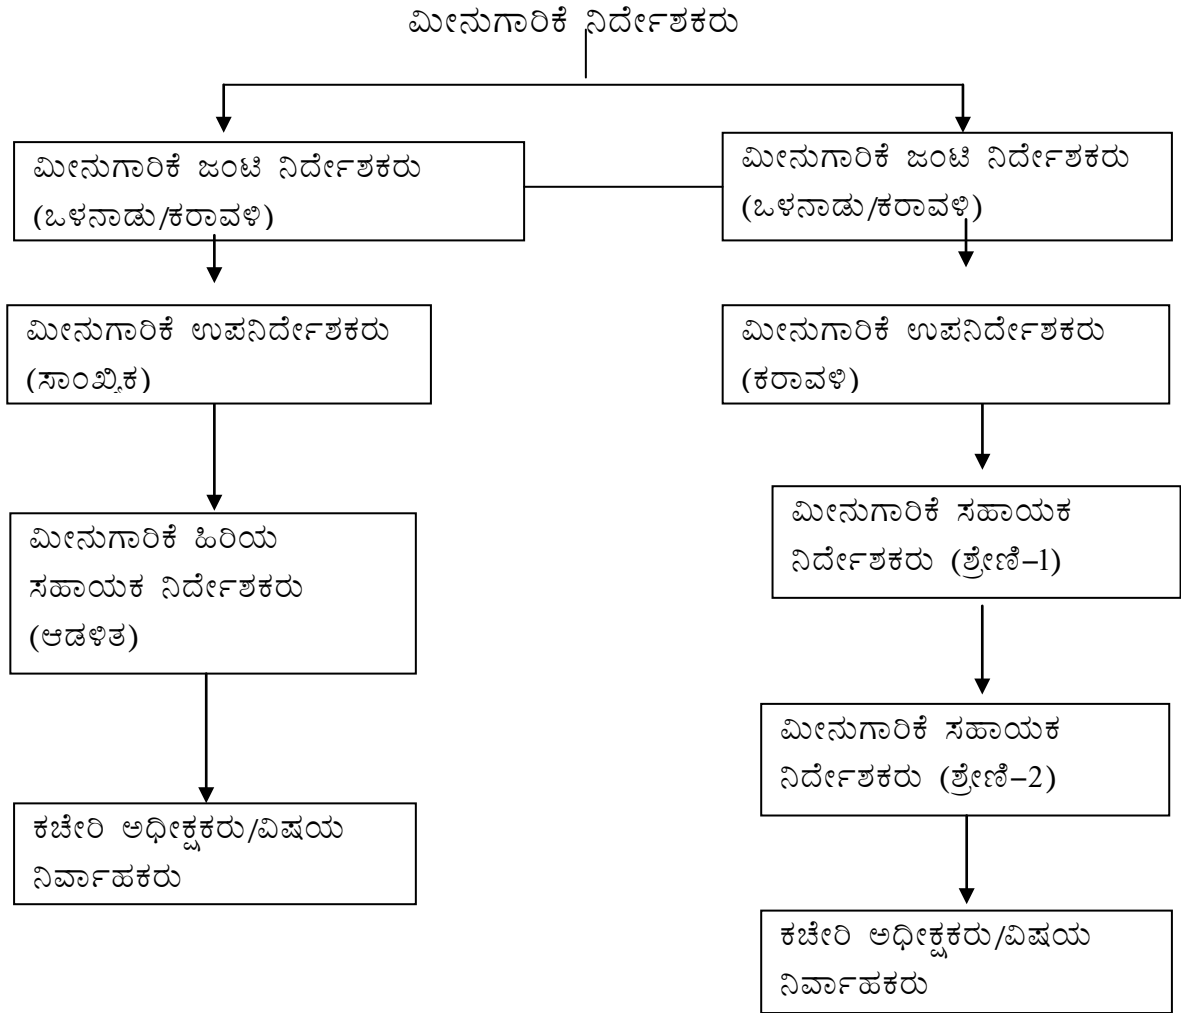 ಮೀನುಗಾರಿಕೆ ನಿರ್ದೇಶಕರು
ಮೀನುಗಾರಿಕೆ ಜಂಟಿ ನಿರ್ದೇಶಕರು
(ಒಳನಾಡು/ಕರಾವಳಿ)
ಮೀನುಗಾರಿಕೆ ಜಂಟಿ ನಿರ್ದೇಶಕರು
(ಒಳನಾಡು/ಕರಾವಳಿ)
ಮೀನುಗಾರಿಕೆ ಉಪನಿರ್ದೇಶಕರು
(ಸಾಂಖ್ಯಿಕ)
ಮೀನುಗಾರಿಕೆ ಉಪನಿರ್ದೇಶಕರು
(ಕರಾವಳಿ)
ಮೀನುಗಾರಿಕೆ ಹಿರಿಯ
ಸಹಾಯಕ ನಿರ್ದೇಶಕರು
(ಆಡಳಿತ)
ಮೀನುಗಾರಿಕೆ ಸಹಾಯಕ
ನಿರ್ದೇಶಕರು (ಶ್ರೇಣಿ-1)
ಮೀನುಗಾರಿಕೆ ಸಹಾಯಕ
ನಿರ್ದೇಶಕರು (ಶ್ರೇಣಿ-2)
ಕಚೇರಿ ಅಧೀಕ್ಷಕರು/ವಿಷಯ
ನಿರ್ವಾಹಕರು
ಕಚೇರಿ ಅಧೀಕ್ಷಕರು/ವಿಷಯ
ನಿರ್ವಾಹಕರು